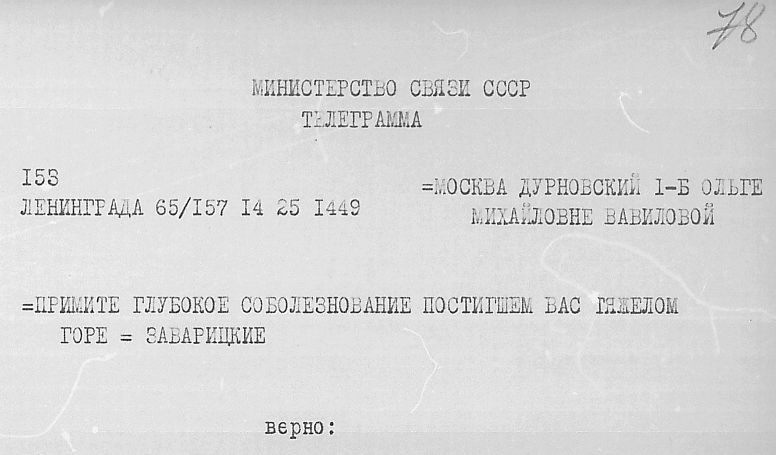 78
МИНИСТЕРСТВО СВЯЗИ СССР
ТЕЛЕГРАММА
153
=МОСКВА ДУРНОВСКИЙ 1-Б ОЛЬГЕ
ЛЕНИНГРАДА 65/157 14 25 1449
МИХАЙЛОВНЕ ВАВИЛОВОЙ
=ПРИМИТЕ ГЛУБОКОЕ СОБОЛЕЗНОВАНИЕ ПОСТИГШЕМ ВАС ТЯЖЕЛОМ
ГОРЕ = ЗАВАРИЦКИЕ
верно: